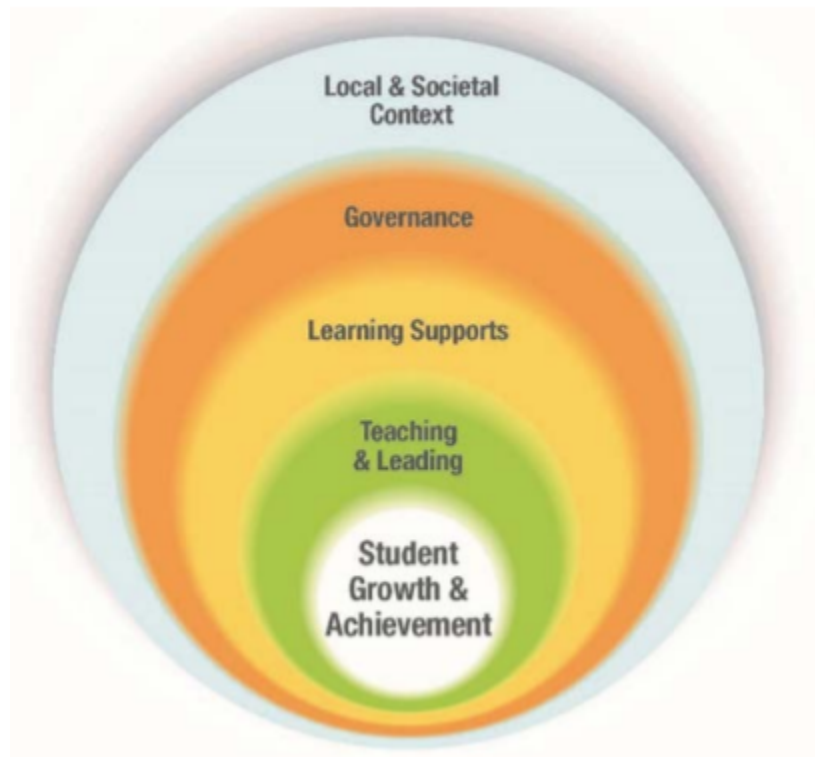 Local & Societal
Context
Governance
Learning Supports
Teaching
& Leading
Student
Growth &
Achievement